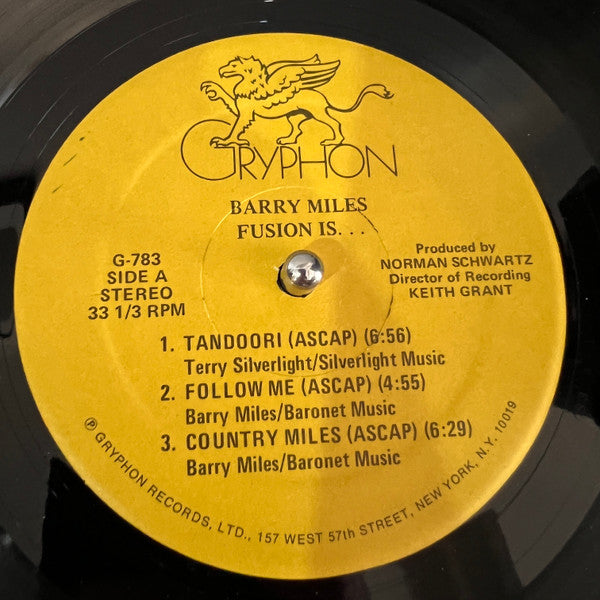 GRYPHON
BARRY MILES
FUSION IS. . .
G-783
SIDE A
STEREO
33 1/3 RPM
Produced by
NORMAN SCHWARTZ
Director of Recording
KEITH GRANT
1. TANDOORI (ASCAP) (6:56)
Terry Silverlight/Silverlight Music
2. FOLLOW ME (ASCAP) (4:55)
Barry Miles/Baronet Music
3. COUNTRY MILES (ASCAP) (6:29)
Barry Miles/Baronet Music
℗ GRYPHON RECORDS, LTD., 157 WEST 57th STREET, NEW YORK, N.Y. 10019